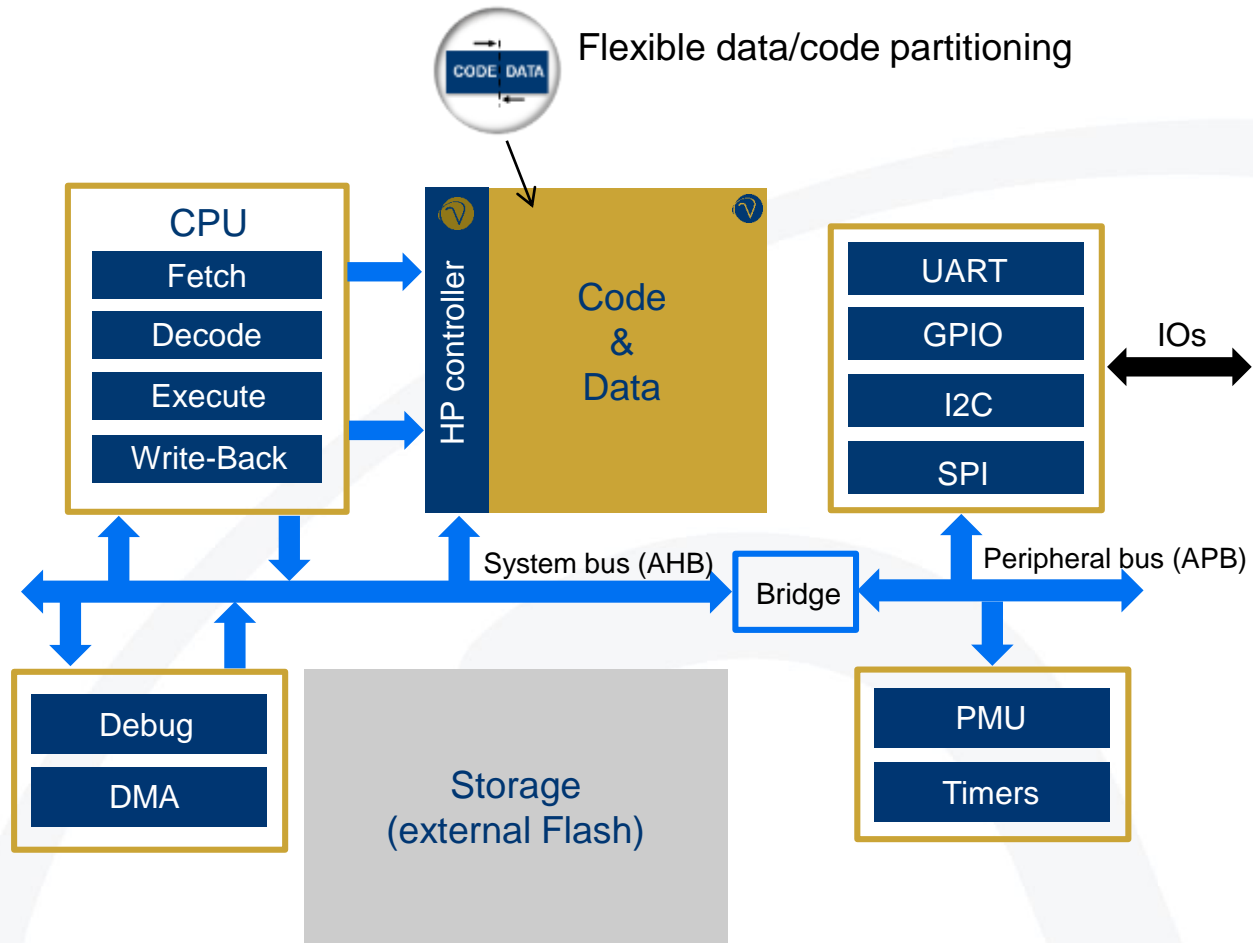 Flexible data/code partitioning
CODE DATA
CPU
Fetch
Decode
Execute
Write-Back
HP controller
Code
&
Data
UART
GPIO
I2C
SPI
IOs
System bus (AHB)
Bridge
Peripheral bus (APB)
Debug
DMA
Storage
(external Flash)
PMU
Timers